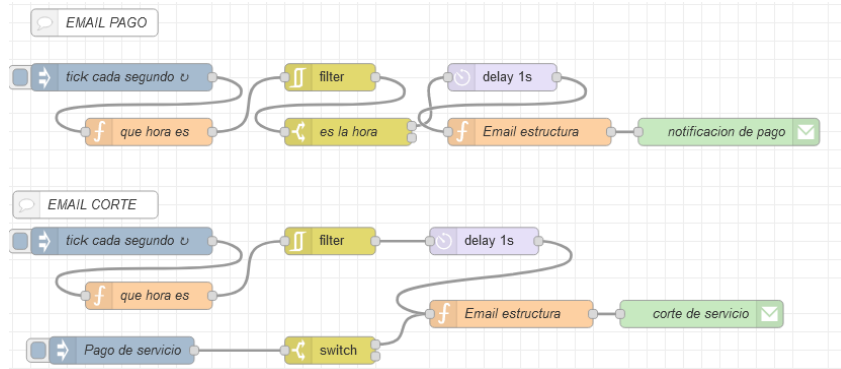 EMAIL PAGO
tick cada segundo ↻
filter
delay 1s
que hora es
es la hora
Email estructura
notificacion de pago
EMAIL CORTE
tick cada segundo ↻
filter
delay 1s
que hora es
Email estructura
corte de servicio
Pago de servicio
switch